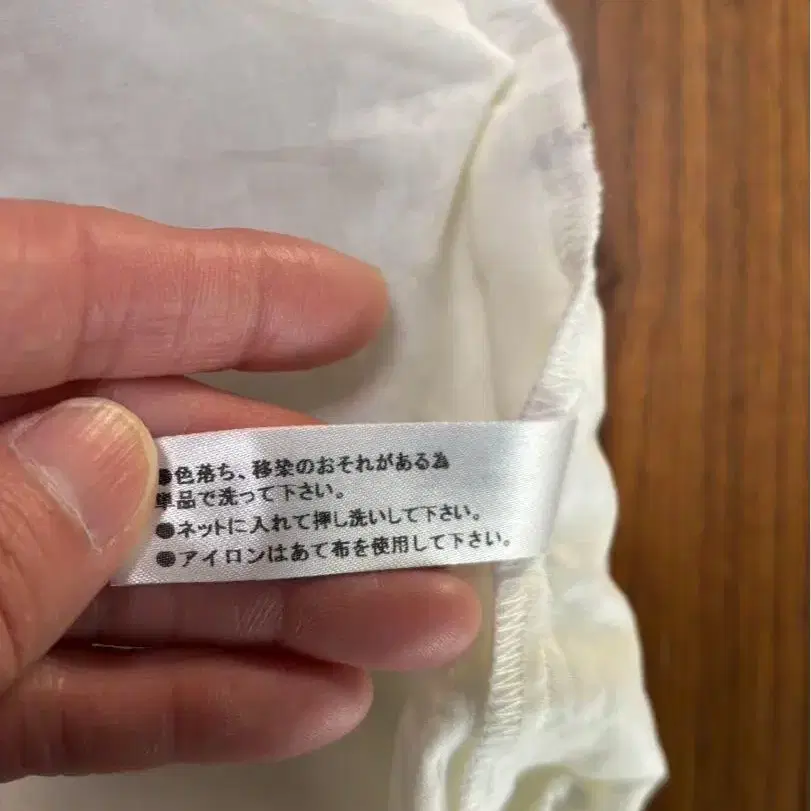 ●色落ち、移染のおそれがある為
単品で洗って下さい。
●ネットに入れて押し洗いして下さい。
●アイロンはあて布を使用して下さい。